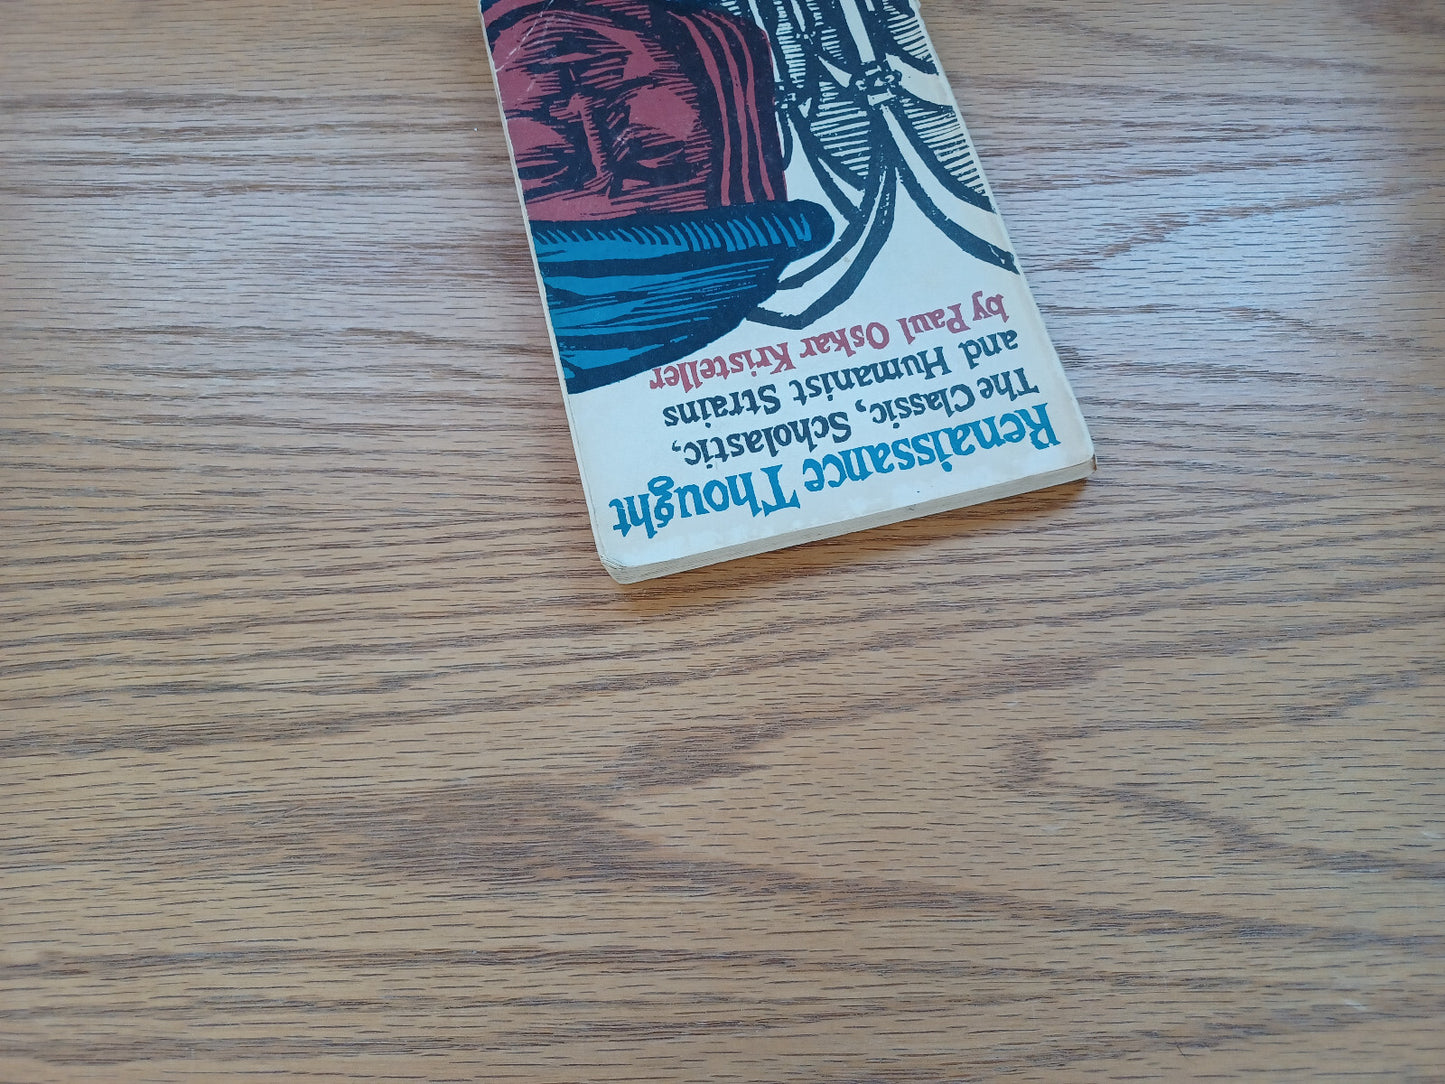 Renaissance Thought
The Classic, Scholastic,
and Humanist Strains
by Paul Oskar Kristeller